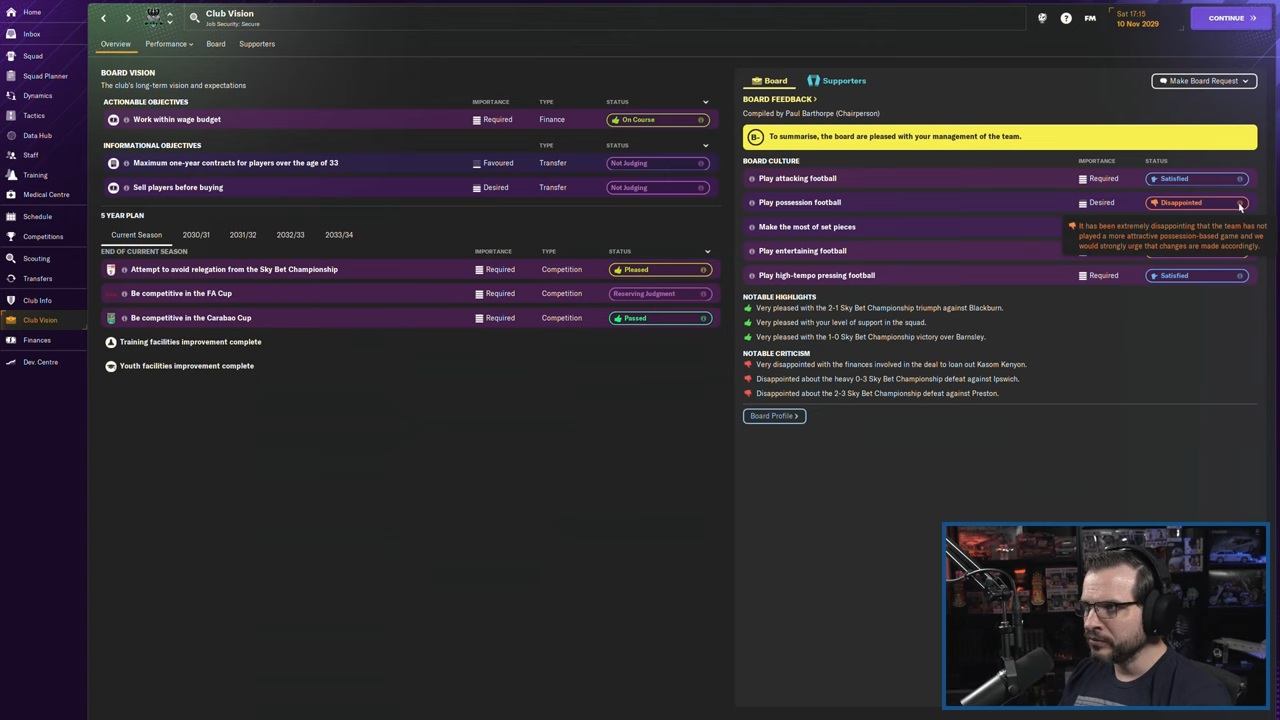 Home
Inbox
Squad
Squad Planner
Dynamics
Tactics
Data Hub
Staff
Training
Medical Centre
Schedule
Competitions
Scouting
Transfers
Club Info
Club Vision
Finances
Dev. Centre
Club Vision
Job Security: Secure
FM
Sat 17:15
10 Nov 2029
CONTINUE
Overview
Performance
Board
Supporters
BOARD VISION
The club's long-term vision and expectations
ACTIONABLE OBJECTIVES IMPORTANCE TYPE STATUS
Work within wage budget Required Finance On Course
INFORMATIONAL OBJECTIVES IMPORTANCE TYPE STATUS
Maximum one-year contracts for players over the age of 33 Favoured Transfer Not Judging
Sell players before buying Desired Transfer Not Judging
5 YEAR PLAN
Current Season 2030/31 2031/32 2032/33 2033/34
END OF CURRENT SEASON IMPORTANCE TYPE STATUS
Attempt to avoid relegation from the Sky Bet Championship Required Competition Pleased
Be competitive in the FA Cup Required Competition Reserving Judgment
Be competitive in the Carabao Cup Required Competition Passed
Training facilities improvement complete
Youth facilities improvement complete
Board Supporters Make Board Request
BOARD FEEDBACK >
Compiled by Paul Barthorpe (Chairperson)
B- To summarise, the board are pleased with your management of the team.
BOARD CULTURE IMPORTANCE STATUS
Play attacking football Required Satisfied
Play possession football Desired Disappointed
It has been extremely disappointing that the team has not
played a more attractive possession-based game and we
would strongly urge that changes are made accordingly.
Make the most of set pieces
Play entertaining football
Play high-tempo pressing football Required Satisfied
NOTABLE HIGHLIGHTS
Very pleased with the 2-1 Sky Bet Championship triumph against Blackburn.
Very pleased with your level of support in the squad.
Very pleased with the 1-0 Sky Bet Championship victory over Barnsley.
NOTABLE CRITICISM
Very disappointed with the finances involved in the deal to loan out Kasom Kenyon.
Disappointed about the heavy 0-3 Sky Bet Championship defeat against Ipswich.
Disappointed about the 2-3 Sky Bet Championship defeat against Preston.
Board Profile >